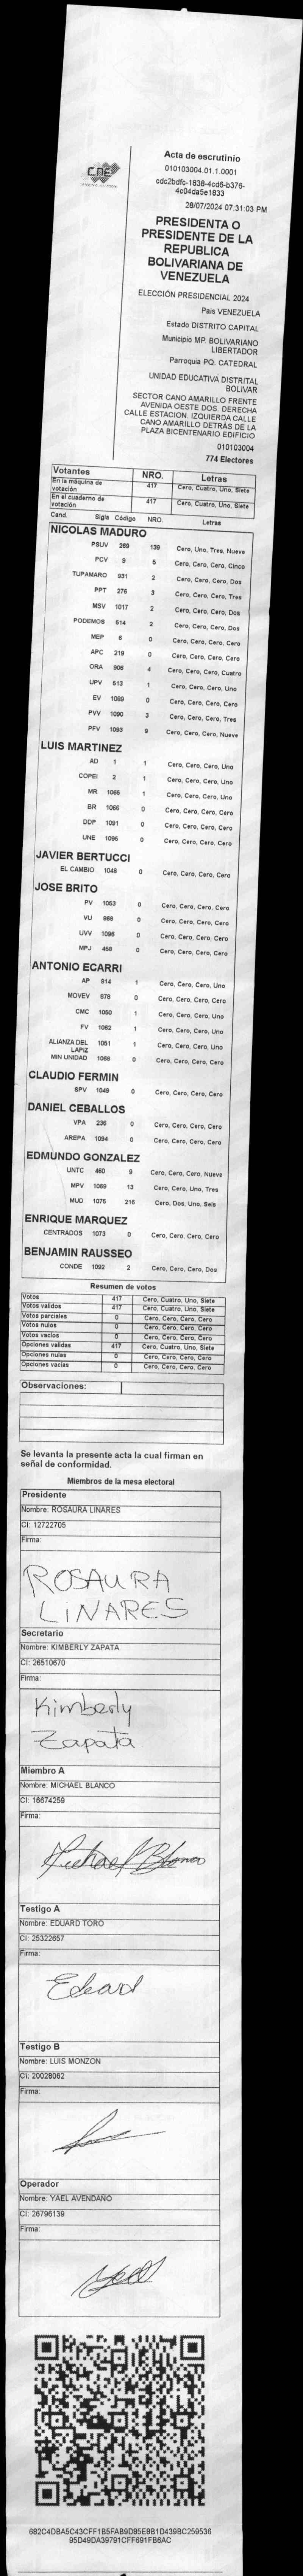 CNE
Acta de escrutinio
010103004.01.1.0001
cdc2bdfc-1836-4cd6-b376-
4c04da5e1833
28/07/2024 07:31:03 PM
PRESIDENTA O
PRESIDENTE DE LA
REPUBLICA
BOLIVARIANA DE
VENEZUELA
ELECCIÓN PRESIDENCIAL 2024
Pais VENEZUELA
Estado DISTRITO CAPITAL
Municipio MP. BOLIVARIANO
LIBERTADOR
Parroquia PQ. CATEDRAL
UNIDAD EDUCATIVA DISTRITAL
BOLIVAR
SECTOR CANO AMARILLO FRENTE
AVENIDA OESTE DOS. DERECHA
CALLE ESTACION. IZQUIERDA CALLE
CANO AMARILLO DETRÁS DE LA
PLAZA BICENTENARIO EDIFICIO
010103004
774 Electores
Votantes NRO. Letras
En la máquina de votación 417 Cero, Cuatro, Uno, Siete
En el cuaderno de votación 417 Cero, Cuatro, Uno, Siete
Cand. Sigla Código NRO. Letras
NICOLAS MADURO
PSUV 269 139 Cero, Uno, Tres, Nueve
PCV 9 5 Cero, Cero, Cero, Cinco
TUPAMARO 931 2 Cero, Cero, Cero, Dos
PPT 276 3 Cero, Cero, Cero, Tres
MSV 1017 2 Cero, Cero, Cero, Dos
PODEMOS 614 2 Cero, Cero, Cero, Dos
MEP 6 0 Cero, Cero, Cero, Cero
APC 219 0 Cero, Cero, Cero, Cero
ORA 906 4 Cero, Cero, Cero, Cuatro
UPV 613 1 Cero, Cero, Cero, Uno
EV 1089 0 Cero, Cero, Cero, Cero
PVV 1090 3 Cero, Cero, Cero, Tres
PFV 1093 9 Cero, Cero, Cero, Nueve
LUIS MARTINEZ
AD 1 1 Cero, Cero, Cero, Uno
COPEI 2 1 Cero, Cero, Cero, Uno
MR 1065 1 Cero, Cero, Cero, Uno
BR 1066 0 Cero, Cero, Cero, Cero
DDP 1091 0 Cero, Cero, Cero, Cero
UNE 1095 0 Cero, Cero, Cero, Cero
JAVIER BERTUCCI
EL CAMBIO 1048 0 Cero, Cero, Cero, Cero
JOSE BRITO
PV 1053 0 Cero, Cero, Cero, Cero
VU 968 0 Cero, Cero, Cero, Cero
UVV 1096 0 Cero, Cero, Cero, Cero
MPJ 458 0 Cero, Cero, Cero, Cero
ANTONIO ECARRI
AP 914 1 Cero, Cero, Cero, Uno
MOVEV 978 0 Cero, Cero, Cero, Cero
CMC 1050 1 Cero, Cero, Cero, Uno
FV 1062 1 Cero, Cero, Cero, Uno
ALIANZA DEL LAPIZ 1051 1 Cero, Cero, Cero, Uno
MIN UNIDAD 1068 0 Cero, Cero, Cero, Cero
CLAUDIO FERMIN
SPV 1049 0 Cero, Cero, Cero, Cero
DANIEL CEBALLOS
VPA 236 0 Cero, Cero, Cero, Cero
AREPA 1094 0 Cero, Cero, Cero, Cero
EDMUNDO GONZALEZ
UNTC 460 9 Cero, Cero, Cero, Nueve
MPV 1069 13 Cero, Cero, Uno, Tres
MUD 1075 216 Cero, Dos, Uno, Seis
ENRIQUE MARQUEZ
CENTRADOS 1073 0 Cero, Cero, Cero, Cero
BENJAMIN RAUSSEO
CONDE 1092 2 Cero, Cero, Cero, Dos
Resumen de votos
Votos 417 Cero, Cuatro, Uno, Siete
Votos validos 417 Cero, Cuatro, Uno, Siete
Votos parciales 0 Cero, Cero, Cero, Cero
Votos nulos 0 Cero, Cero, Cero, Cero
Votos vacios 0 Cero, Cero, Cero, Cero
Opciones validas 417 Cero, Cuatro, Uno, Siete
Opciones nulas 0 Cero, Cero, Cero, Cero
Opciones vacias 0 Cero, Cero, Cero, Cero
Observaciones:
Se levanta la presente acta la cual firman en
señal de conformidad.
Miembros de la mesa electoral
Presidente
Nombre: ROSAURA LINARES
CI: 12722705
Firma:
ROSAURA
LINARES
Secretario
Nombre: KIMBERLY ZAPATA
CI: 26510670
Firma:
Kimberly
Zapata
Miembro A
Nombre: MICHAEL BLANCO
CI: 16674259
Firma:
Michael Blanco
Testigo A
Nombre: EDUARD TORO
CI: 25322657
Firma:
Eduard
Testigo B
Nombre: LUIS MONZON
CI: 20028062
Firma:
Operador
Nombre: YAEL AVENDAÑO
CI: 26796139
Firma:
Yael
682C4DBA5C43CFF1B5FAB9D85E8B1D439BC259536
95D49DA39791CFF691FB6AC